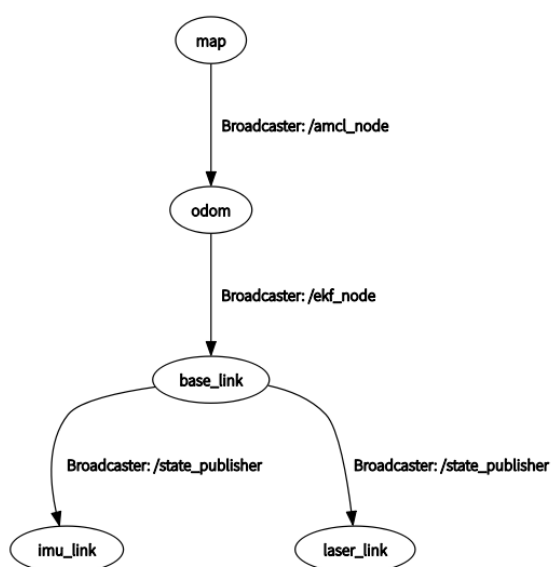 map
Broadcaster: /amcl_node
odom
Broadcaster: /ekf_node
base_link
Broadcaster: /state_publisher
Broadcaster: /state_publisher
imu_link
laser_link